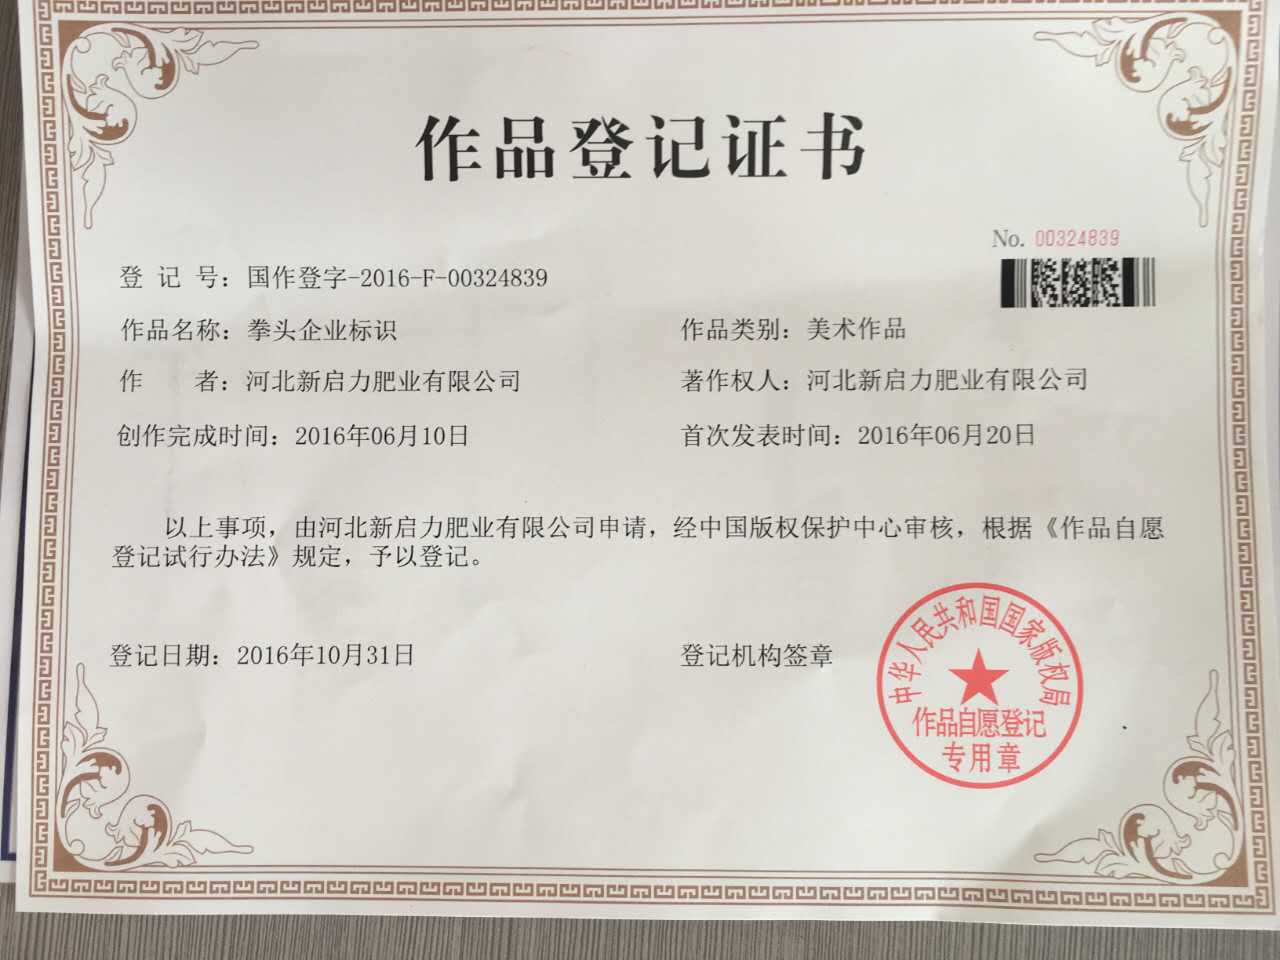 作品登记证书
No. 00324839
登 记 号：国作登字-2016-F-00324839
作品名称：拳头企业标识 作品类别：美术作品
作 者：河北新启力肥业有限公司 著作权人：河北新启力肥业有限公司
创作完成时间：2016年06月10日 首次发表时间：2016年06月20日
以上事项，由河北新启力肥业有限公司申请，经中国版权保护中心审核，根据《作品自愿
登记试行办法》规定，予以登记。
登记日期：2016年10月31日 登记机构签章
中华人民共和国国家版权局
作品自愿登记
专用章